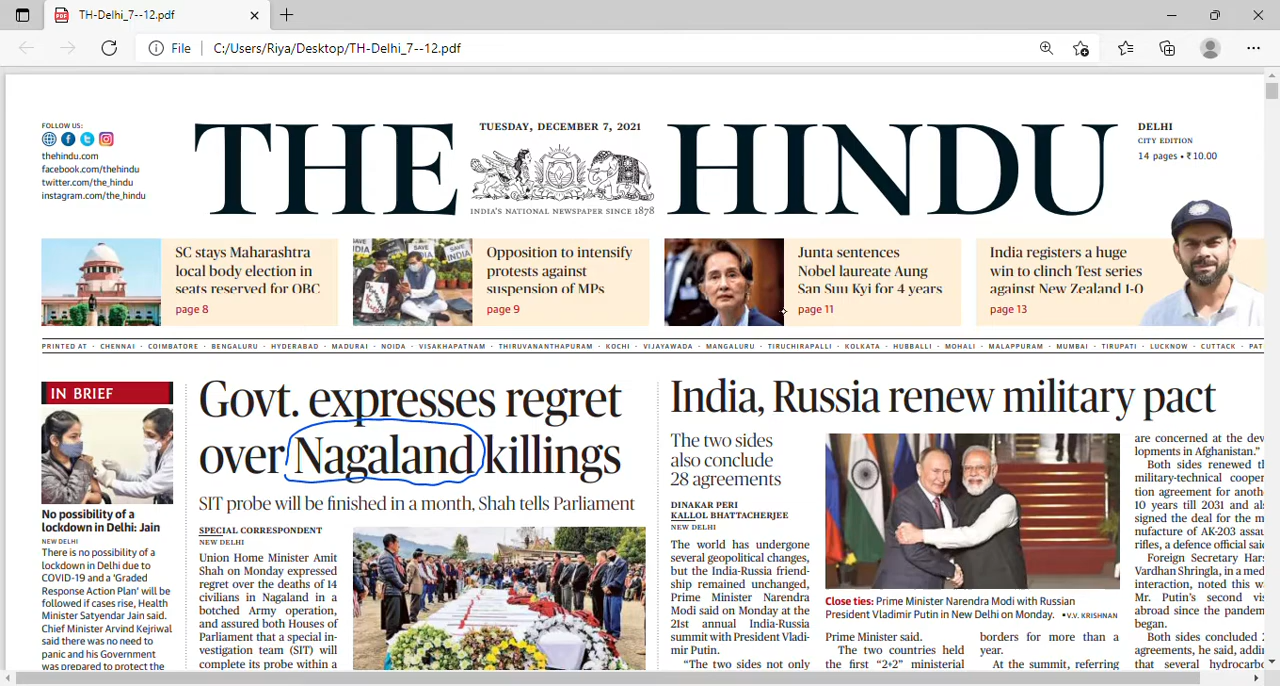 TH-Delhi_7--12.pdf
File
C:/Users/Riya/Desktop/TH-Delhi_7--12.pdf
FOLLOW US:
thehindu.com
facebook.com/thehindu
twitter.com/the_hindu
instagram.com/the_hindu
THE HINDU
TUESDAY, DECEMBER 7, 2021
INDIA'S NATIONAL NEWSPAPER SINCE 1878
DELHI
CITY EDITION
14 pages • ₹10.00
SC stays Maharashtra
local body election in
seats reserved for OBC
page 8
SAVE
INDIA
Opposition to intensify
protests against
suspension of MPs
page 9
Junta sentences
Nobel laureate Aung
San Suu Kyi for 4 years
page 11
India registers a huge
win to clinch Test series
against New Zealand 1-0
page 13
PRINTED AT · CHENNAI · COIMBATORE · BENGALURU · HYDERABAD · MADURAI · NOIDA · VISAKHAPATNAM · THIRUVANANTHAPURAM · KOCHI · VIJAYAWADA · MANGALURU · TIRUCHIRAPALLI · KOLKATA · HUBBALLI · MOHALI · MALAPPURAM · MUMBAI · TIRUPATI · LUCKNOW · CUTTACK · PAT
IN BRIEF
No possibility of a
lockdown in Delhi: Jain
NEW DELHI
There is no possibility of a
lockdown in Delhi due to
COVID-19 and a 'Graded
Response Action Plan' will be
followed if cases rise, Health
Minister Satyendar Jain said.
Chief Minister Arvind Kejriwal
said there was no need to
panic and his Government
was prepared to protect the
Govt. expresses regret
over Nagaland killings
SIT probe will be finished in a month, Shah tells Parliament
SPECIAL CORRESPONDENT
NEW DELHI
Union Home Minister Amit
Shah on Monday expressed
regret over the deaths of 14
civilians in Nagaland in a
botched Army operation,
and assured both Houses of
Parliament that a special in-
vestigation team (SIT) will
complete its probe within a
India, Russia renew military pact
The two sides
also conclude
28 agreements
DINAKAR PERI
KALLOL BHATTACHERJEE
NEW DELHI
The world has undergone
several geopolitical changes,
but the India-Russia friend-
ship remained unchanged,
Prime Minister Narendra
Modi said on Monday at the
21st annual India-Russia
summit with President Vladi-
mir Putin.
“The two sides not only
Close ties: Prime Minister Narendra Modi with Russian
President Vladimir Putin in New Delhi on Monday. •V.V. KRISHNAN
Prime Minister said.
The two countries held
the first “2+2” ministerial
borders for more than a
year.
At the summit, referring
are concerned at the dev
lopments in Afghanistan.”
Both sides renewed th
military-technical cooper
tion agreement for anoth
10 years till 2031 and als
signed the deal for the m
nufacture of AK-203 assau
rifles, a defence official said
Foreign Secretary Hars
Vardhan Shringla, in a med
interaction, noted this w
Mr. Putin's second vis
abroad since the pandem
began.
Both sides concluded 2
agreements, he said, addin
that several hydrocarb